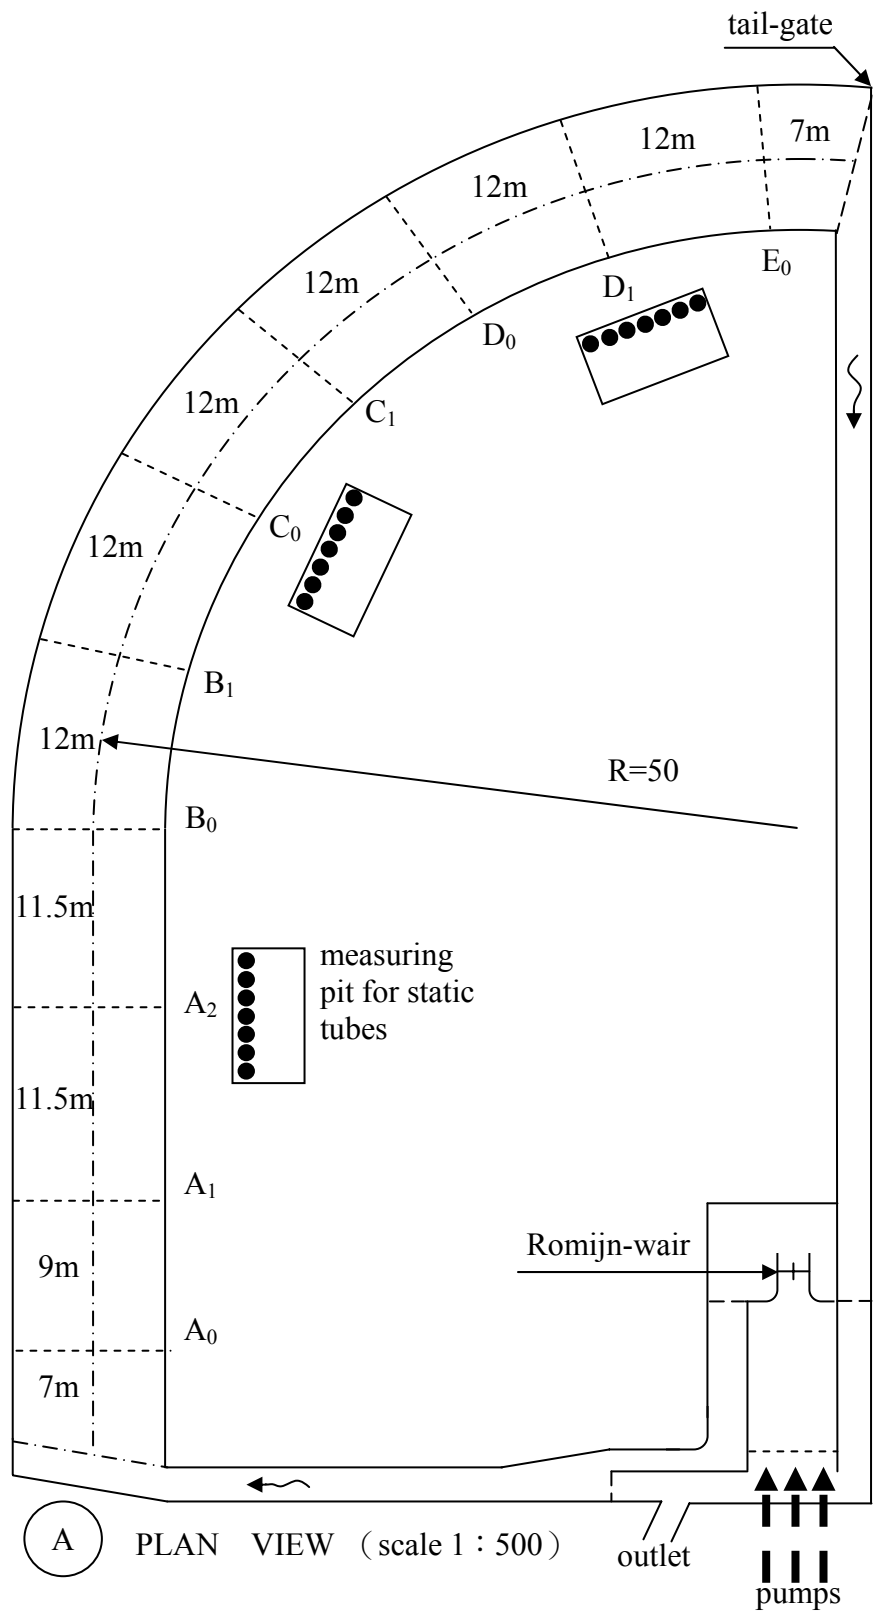 tail-gate
7m
12m
12m
E₀
D₁
12m
D₀
12m
C₁
C₀
12m
B₁
12m
R=50
B₀
11.5m
measuring
pit for static
tubes
A₂
11.5m
A₁
Romijn-wair
9m
A₀
7m
A PLAN VIEW （scale 1：500）
outlet
pumps